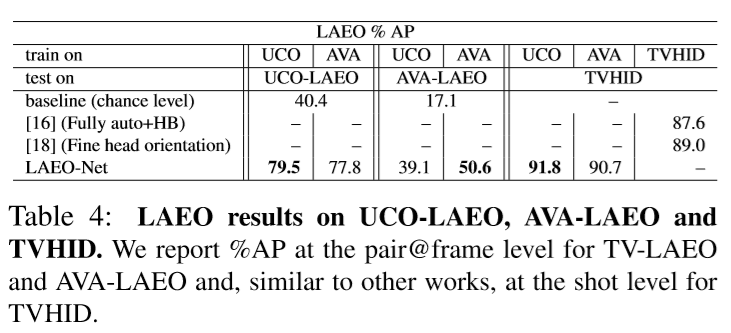 LAEO % AP
train on UCO AVA UCO AVA UCO AVA TVHID
test on UCO-LAEO AVA-LAEO TVHID
baseline (chance level) 40.4 17.1 –
[16] (Fully auto+HB) – – – – – – 87.6
[18] (Fine head orientation) – – – – – – 89.0
LAEO-Net 79.5 77.8 39.1 50.6 91.8 90.7 –
Table 4: LAEO results on UCO-LAEO, AVA-LAEO and
TVHID. We report %AP at the pair@frame level for TV-LAEO
and AVA-LAEO and, similar to other works, at the shot level for
TVHID.